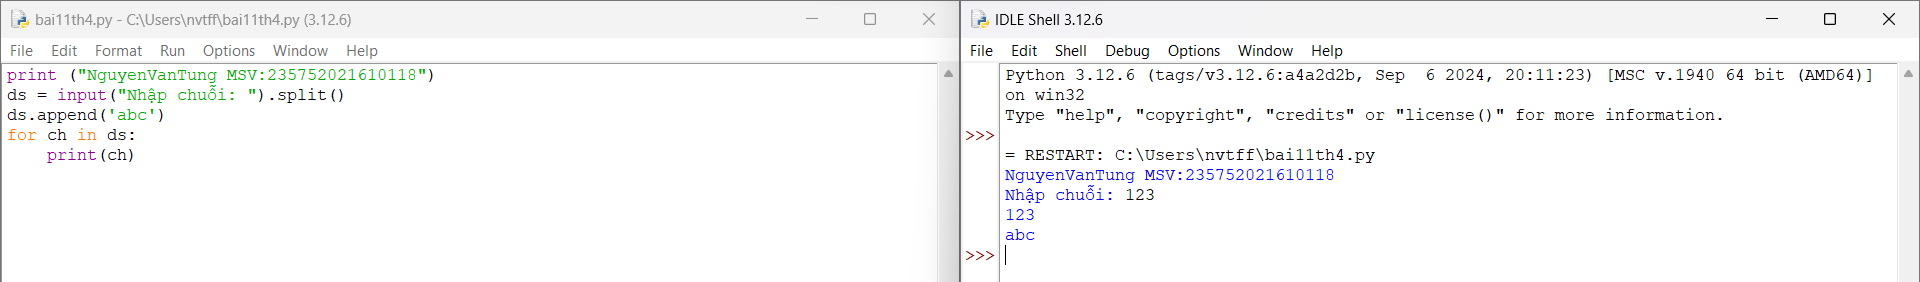 bai11th4.py - C:\Users\nvtff\bai11th4.py (3.12.6)
File Edit Format Run Options Window Help
print ("NguyenVanTung MSV:235752021610118")
ds = input("Nhập chuỗi: ").split()
ds.append('abc')
for ch in ds:
    print(ch)
IDLE Shell 3.12.6
File Edit Shell Debug Options Window Help
Python 3.12.6 (tags/v3.12.6:a4a2d2b, Sep  6 2024, 20:11:23) [MSC v.1940 64 bit (AMD64)]
on win32
Type "help", "copyright", "credits" or "license()" for more information.
>>>
= RESTART: C:\Users\nvtff\bai11th4.py
NguyenVanTung MSV:235752021610118
Nhập chuỗi: 123
123
abc
>>>